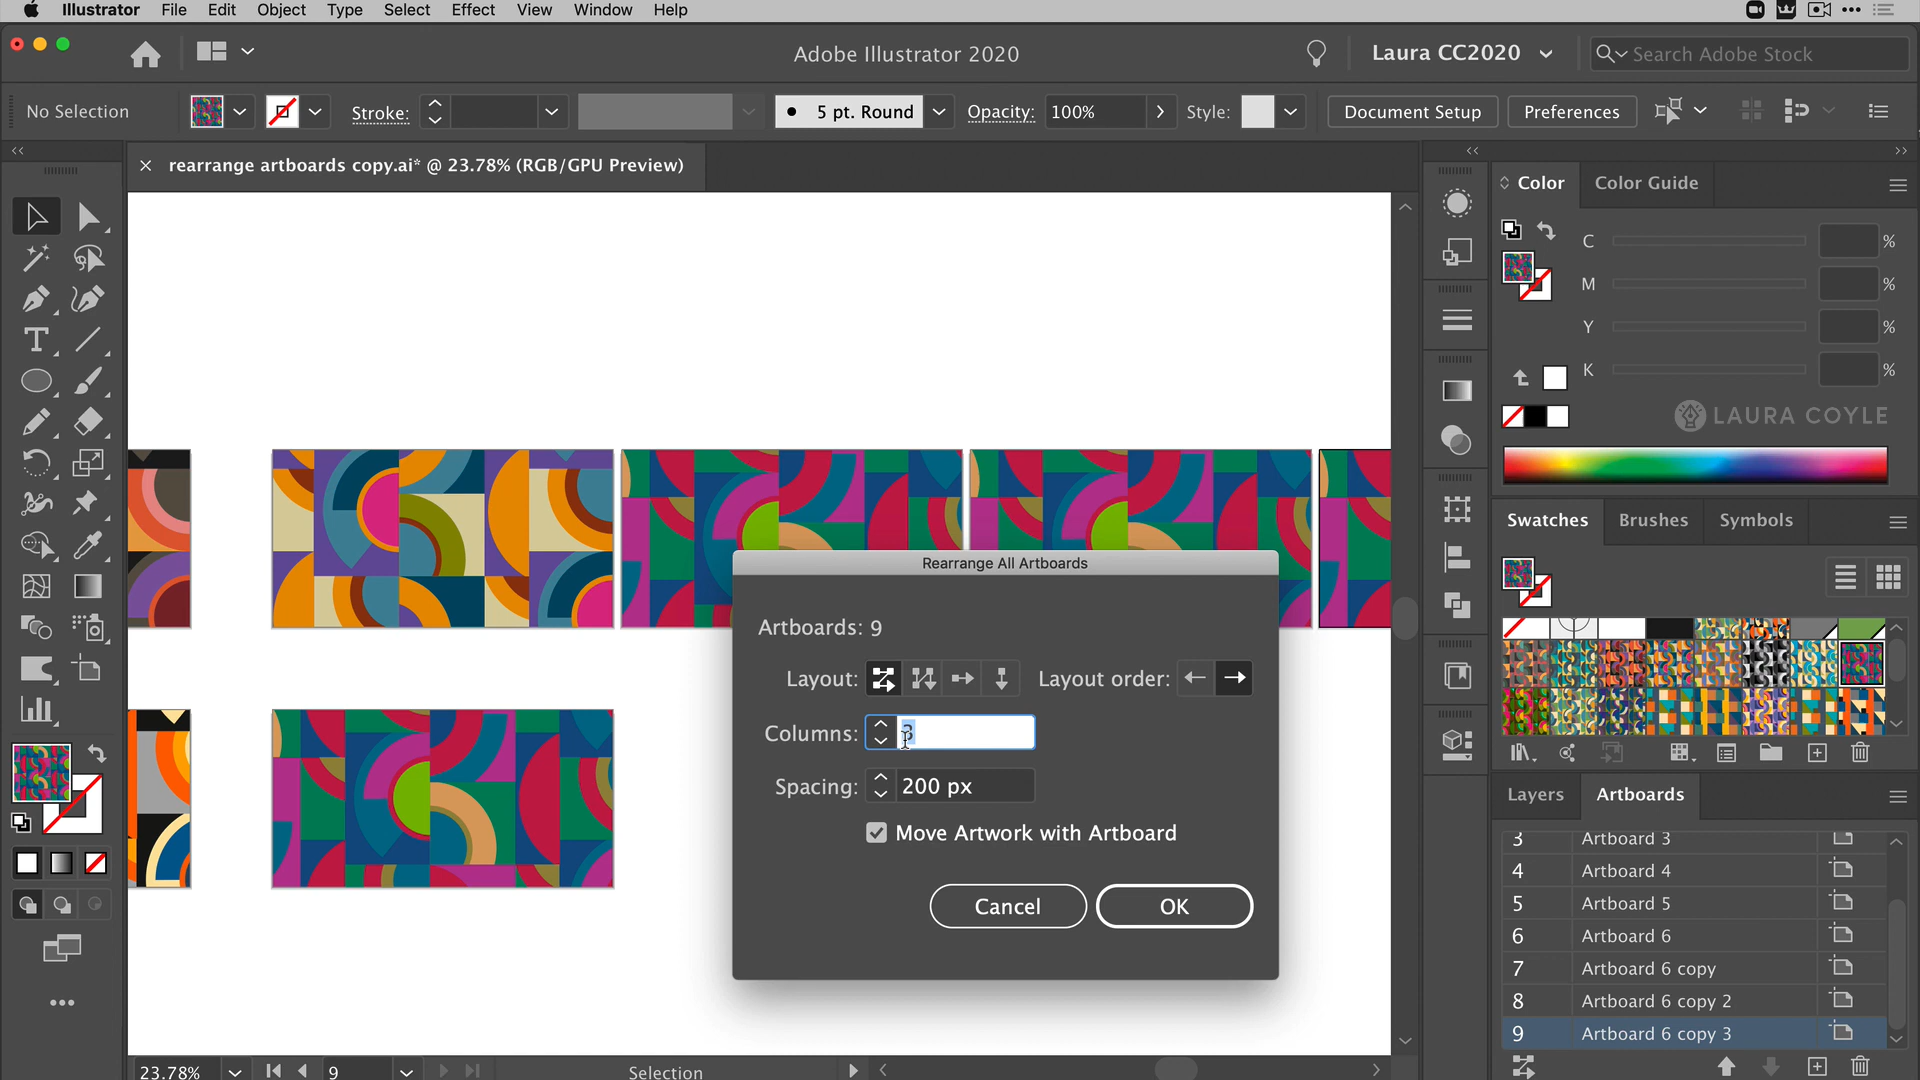 Illustrator File Edit Object Type Select Effect View Window Help
Adobe Illustrator 2020
Laura CC2020
Search Adobe Stock
No Selection
Stroke:
5 pt. Round
Opacity: 100%
Style:
Document Setup
Preferences
rearrange artboards copy.ai* @ 23.78% (RGB/GPU Preview)
Color
Color Guide
C %
M %
Y %
K %
LAURA COYLE
Swatches Brushes Symbols
Rearrange All Artboards
Artboards: 9
Layout:
Layout order:
Columns: 3
Spacing: 200 px
Move Artwork with Artboard
Cancel
OK
Layers Artboards
3 Artboard 3
4 Artboard 4
5 Artboard 5
6 Artboard 6
7 Artboard 6 copy
8 Artboard 6 copy 2
9 Artboard 6 copy 3
23.78%
9
Selection